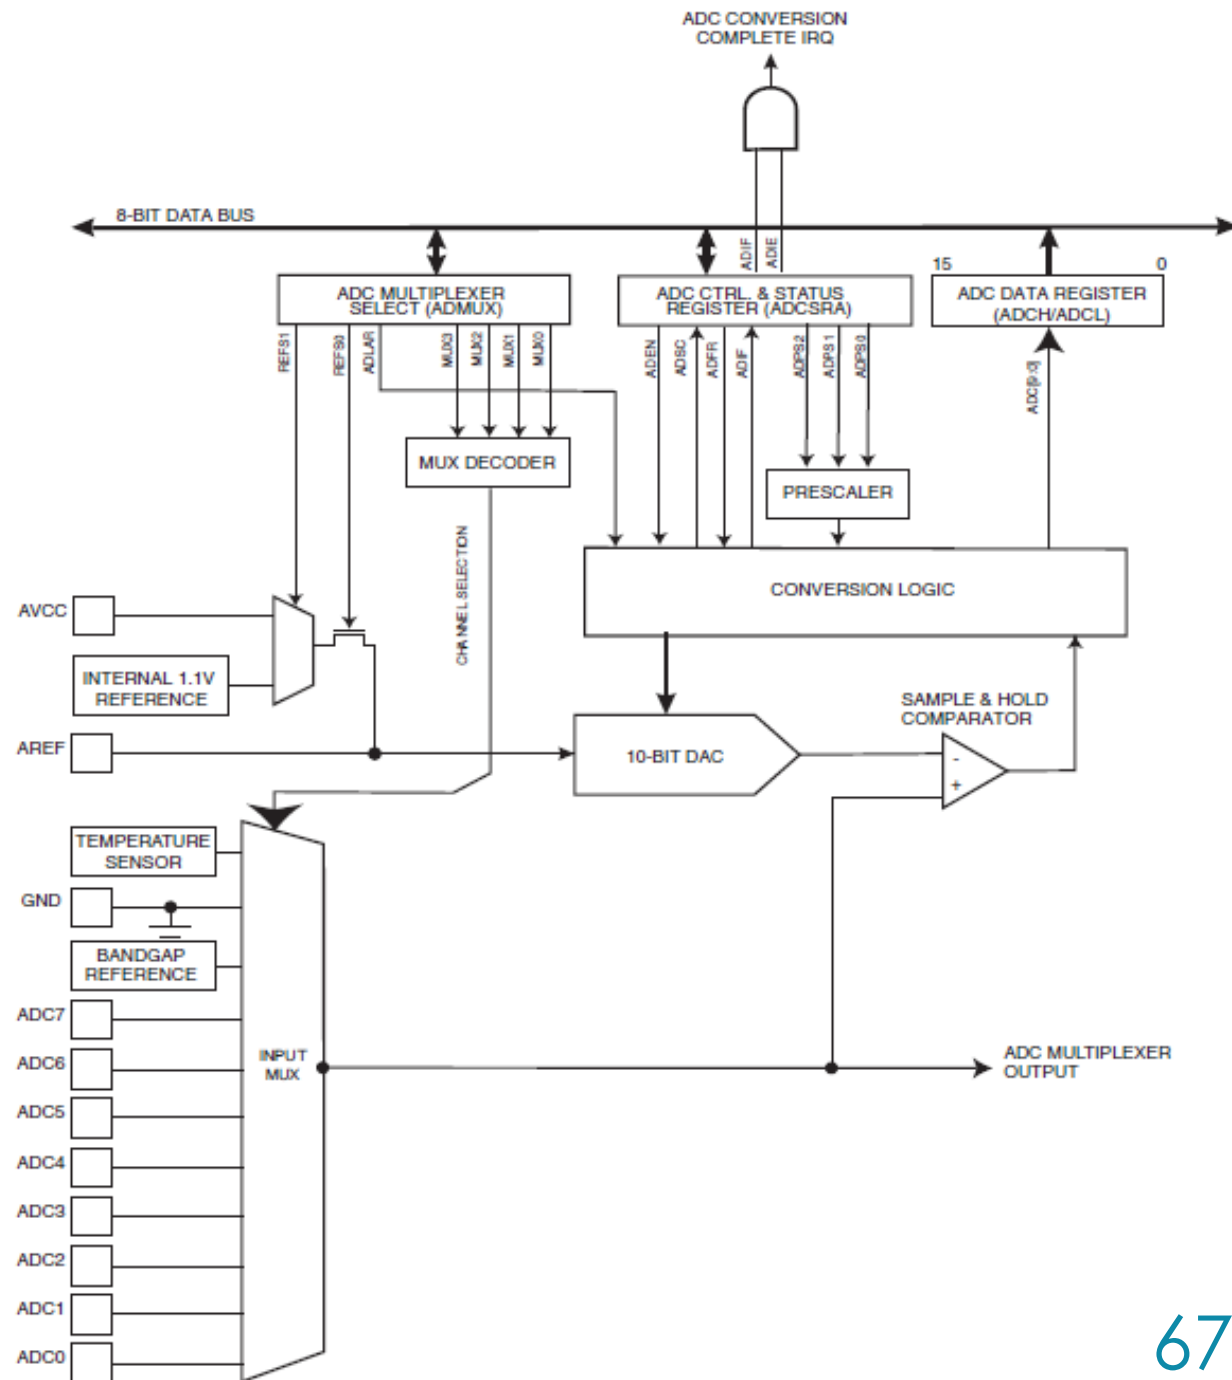 ADC CONVERSION
COMPLETE IRQ
8-BIT DATA BUS
ADIF
ADIE
15
0
ADC MULTIPLEXER
SELECT (ADMUX)
ADC CTRL. & STATUS
REGISTER (ADCSRA)
ADC DATA REGISTER
(ADCH/ADCL)
REFS1
REFS0
ADLAR
MUX3
MUX2
MUX1
MUX0
ADEN
ADSC
ADFR
ADIF
ADPS2
ADPS1
ADPS0
ADC[9:0]
MUX DECODER
PRESCALER
CHANNEL SELECTION
CONVERSION LOGIC
AVCC
INTERNAL 1.1V
REFERENCE
SAMPLE & HOLD
COMPARATOR
AREF
10-BIT DAC
-
+
TEMPERATURE
SENSOR
GND
BANDGAP
REFERENCE
ADC7
ADC6
INPUT
MUX
ADC MULTIPLEXER
OUTPUT
ADC5
ADC4
ADC3
ADC2
ADC1
ADC0
67